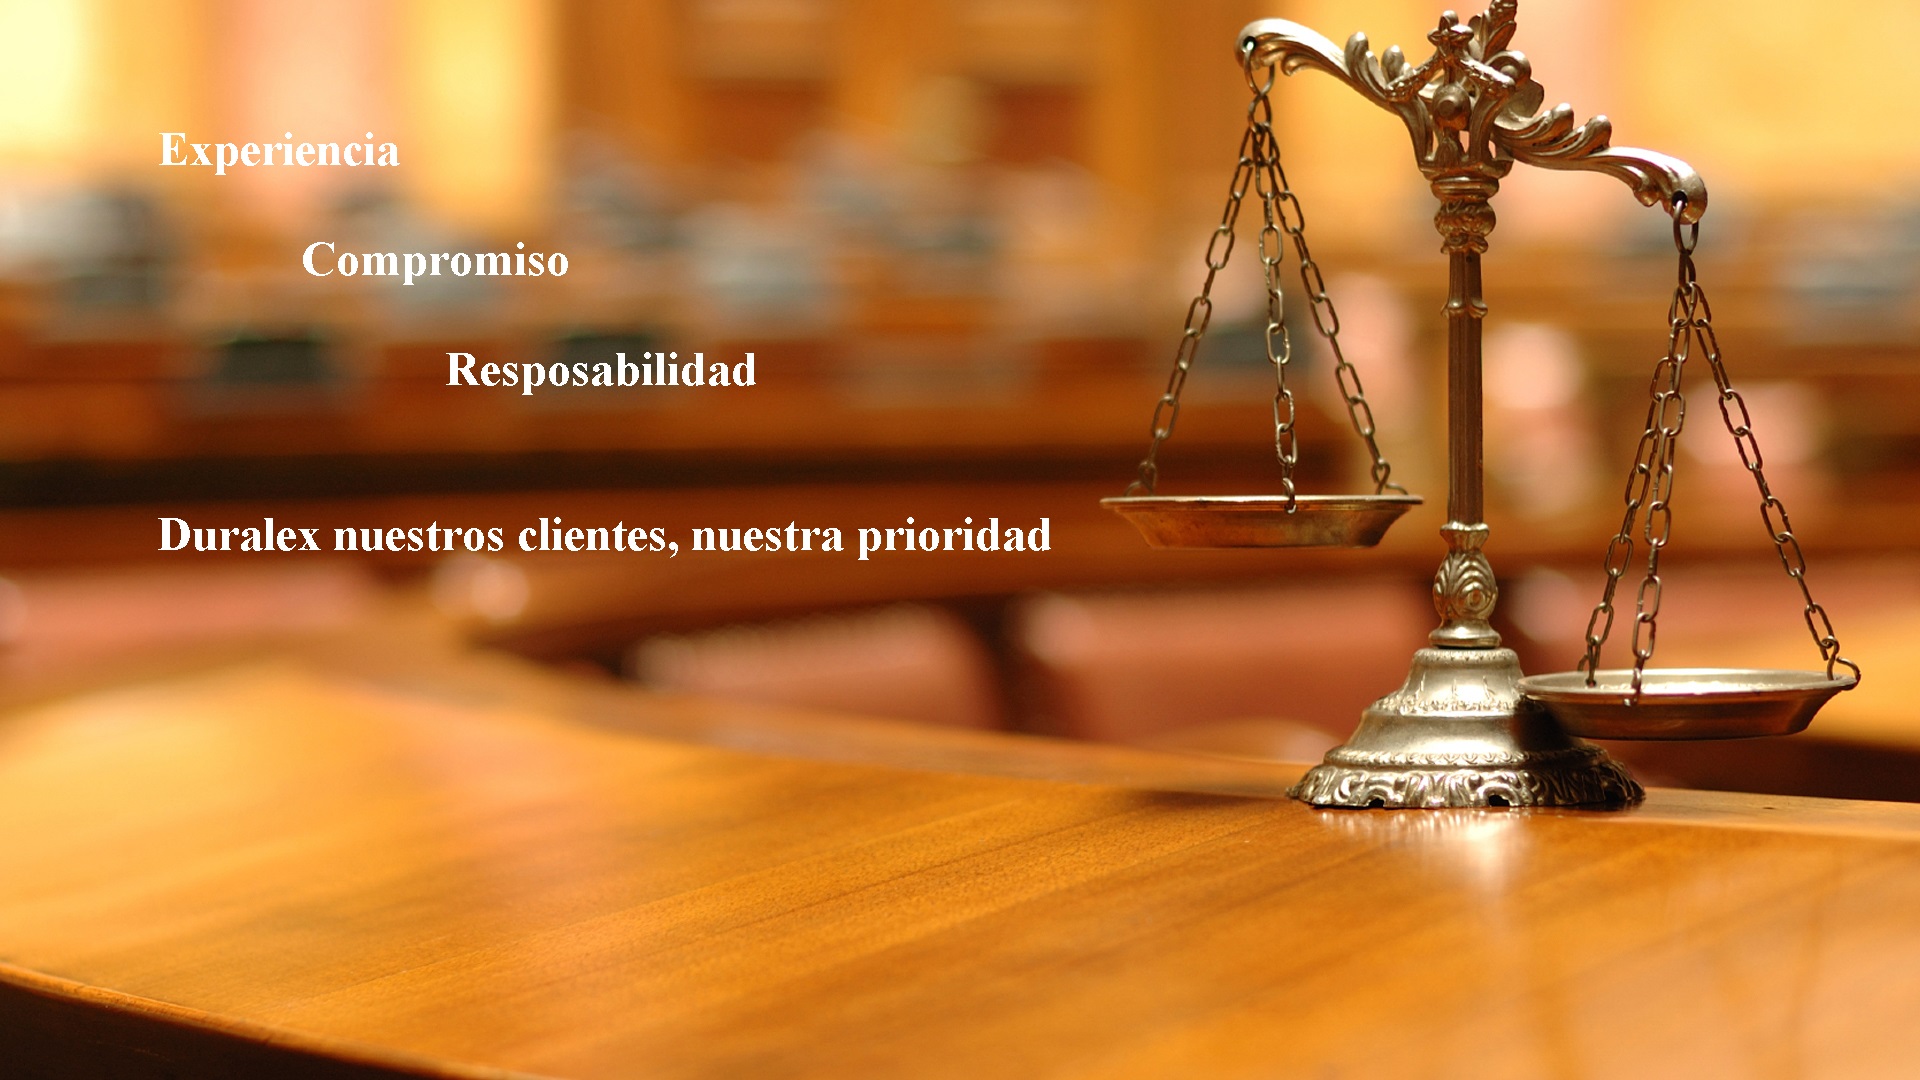 Experiencia
Compromiso
Resposabilidad
Duralex nuestros clientes, nuestra prioridad